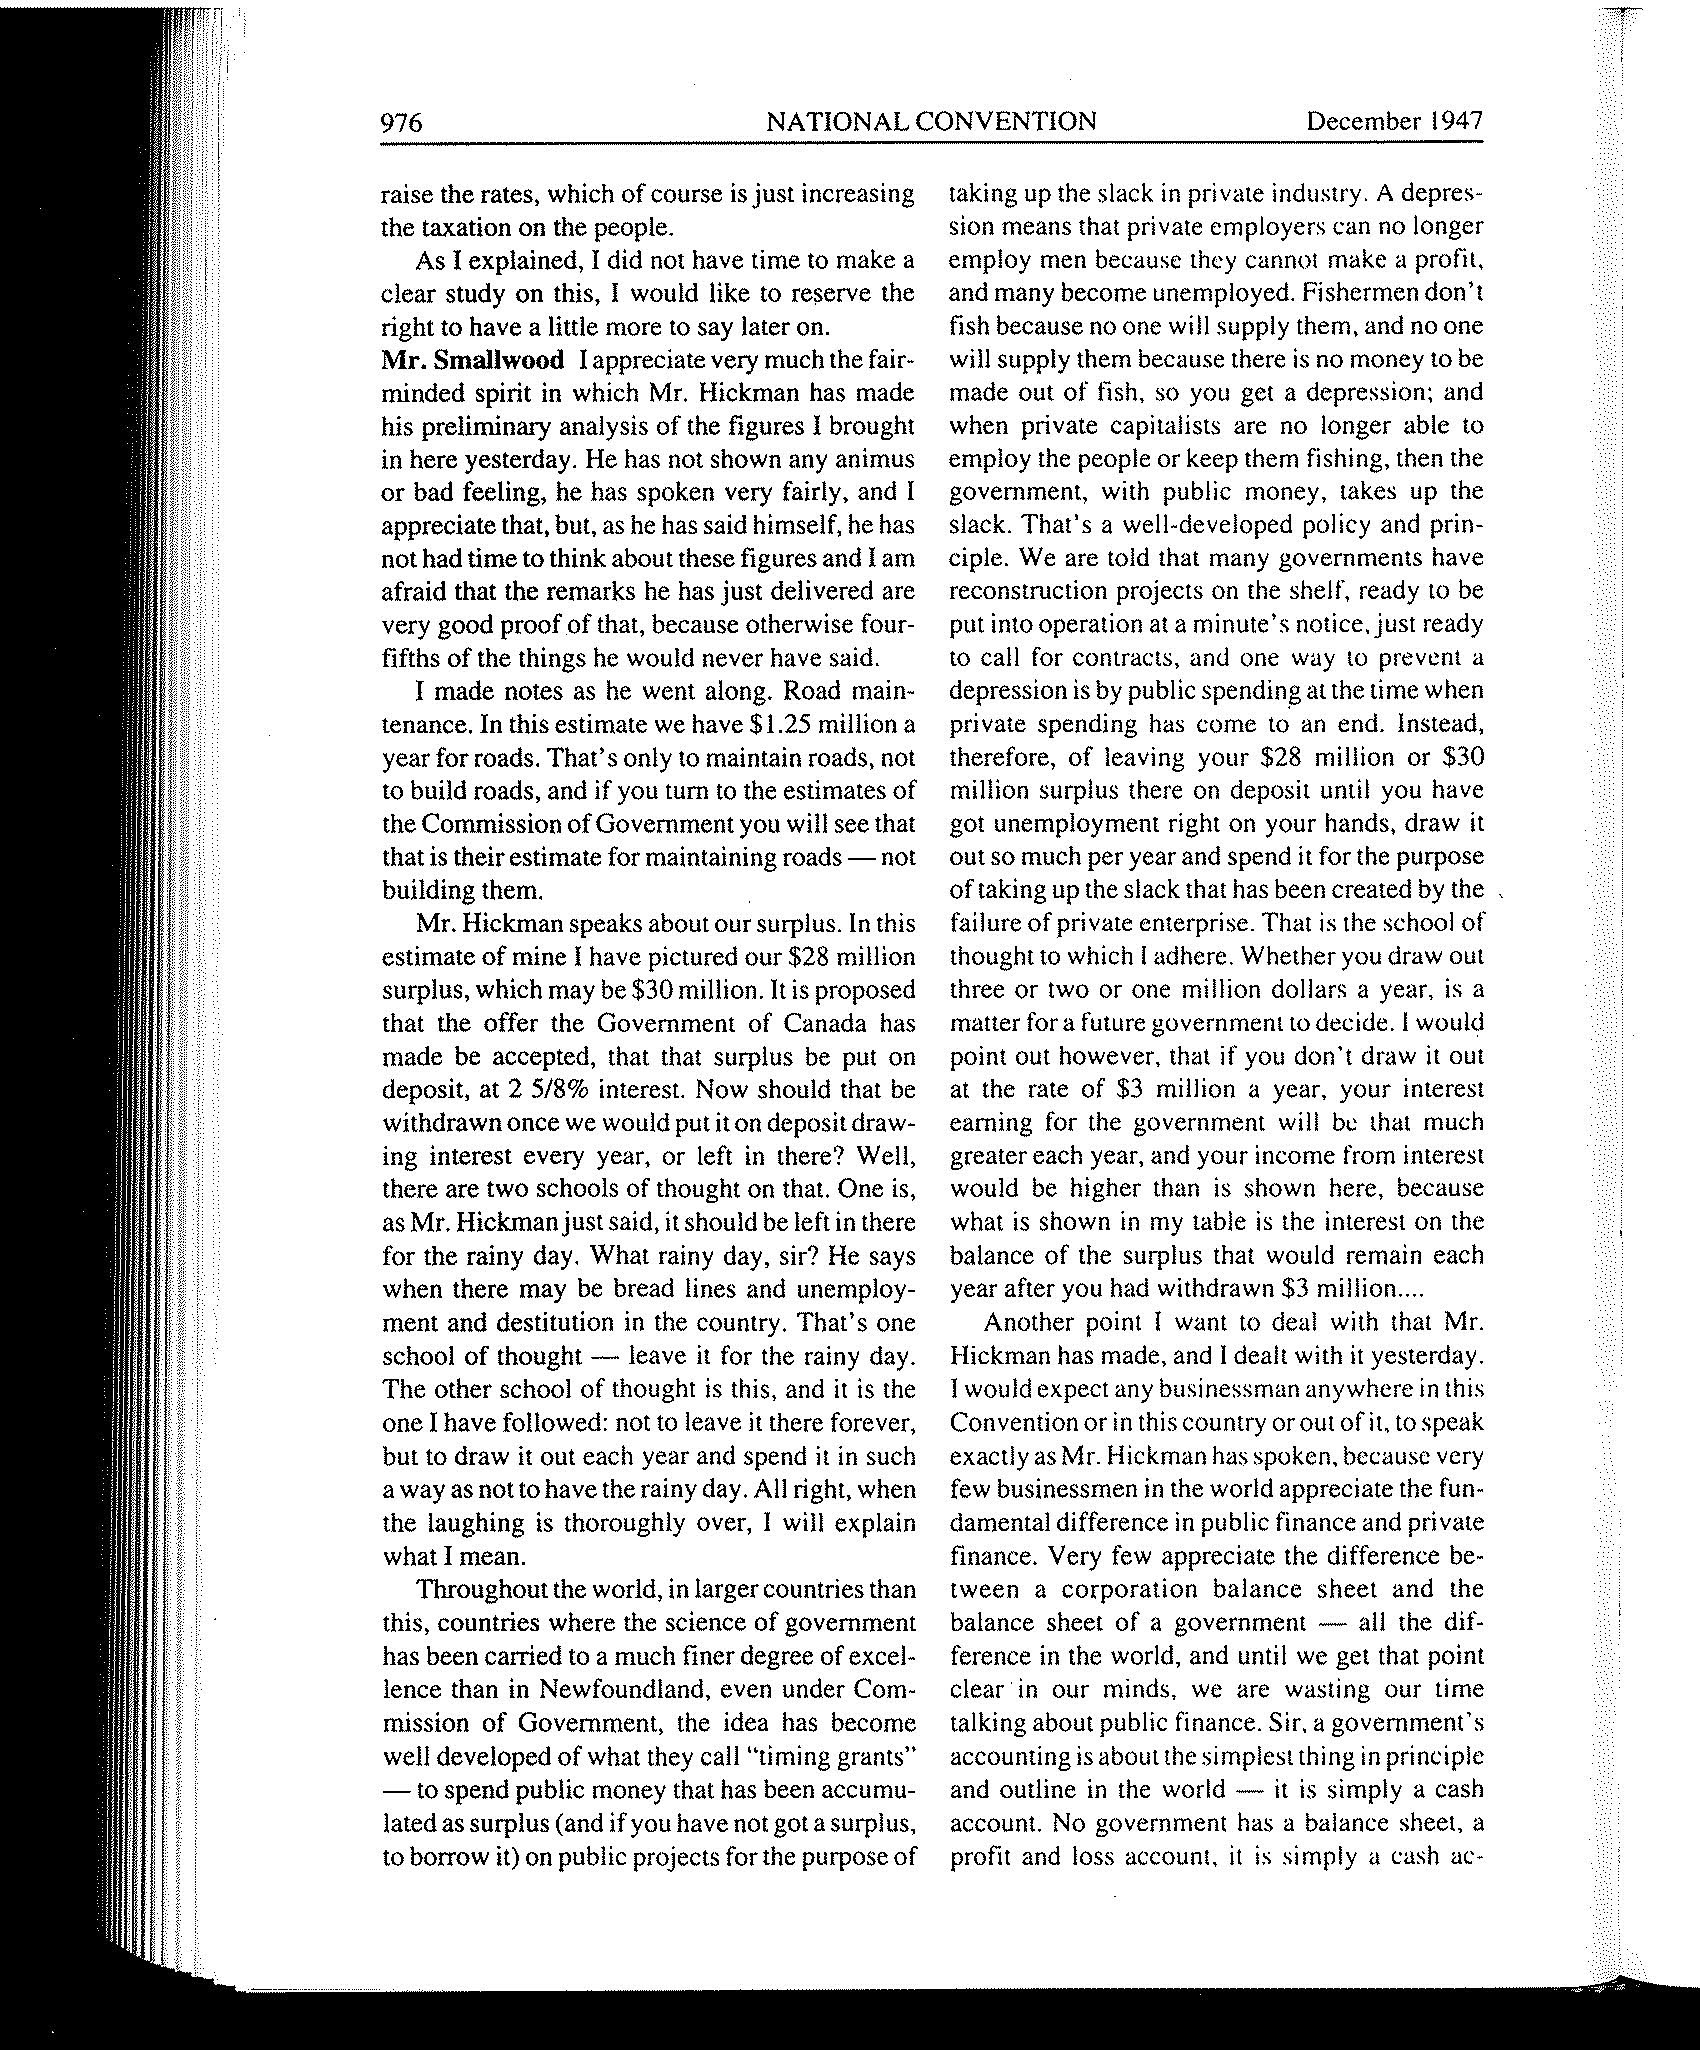 976 NATIONAL CONVENTION December 1947
raise the rates, which of course is just increasing
the taxation on the people.
As I explained, I did not have time to make a
clear study on this, I would like to reserve the
right to have a little more to say later on.
Mr. Smallwood I appreciate very much the fair-
minded spirit in which Mr. Hickman has made
his preliminary analysis of the figures I brought
in here yesterday. He has not shown any animus
or bad feeling, he has spoken very fairly, and I
appreciate that, but, as he has said himself, he has
not had time to think about these figures and I am
afraid that the remarks he has just delivered are
very good proof of that, because otherwise four-
fifths of the things he would never have said.
I made notes as he went along. Road main-
tenance. In this estimate we have $1.25 million a
year for roads. That's only to maintain roads, not
to build roads, and if you turn to the estimates of
the Commission of Government you will see that
that is their estimate for maintaining roads — not
building them.
Mr. Hickman speaks about our surplus. In this
estimate of mine I have pictured our $28 million
surplus, which may be $30 million. It is proposed
that the offer the Government of Canada has
made be accepted, that that surplus be put on
deposit, at 2 5/8% interest. Now should that be
withdrawn once we would put it on deposit draw-
ing interest every year, or left in there? Well,
there are two schools of thought on that. One is,
as Mr. Hickman just said, it should be left in there
for the rainy day. What rainy day, sir? He says
when there may be bread lines and unemploy-
ment and destitution in the country. That's one
school of thought — leave it for the rainy day.
The other school of thought is this, and it is the
one I have followed: not to leave it there forever,
but to draw it out each year and spend it in such
a way as not to have the rainy day. All right, when
the laughing is thoroughly over, I will explain
what I mean.
Throughout the world, in larger countries than
this, countries where the science of government
has been carried to a much finer degree of excel-
lence than in Newfoundland, even under Com-
mission of Government, the idea has become
well developed of what they call "timing grants"
— to spend public money that has been accumu-
lated as surplus (and if you have not got a surplus,
to borrow it) on public projects for the purpose of
taking up the slack in private industry. A depres-
sion means that private employers can no longer
employ men because they cannot make a profit,
and many become unemployed. Fishermen don't
fish because no one will supply them, and no one
will supply them because there is no money to be
made out of fish, so you get a depression; and
when private capitalists are no longer able to
employ the people or keep them fishing, then the
government, with public money, takes up the
slack. That's a well-developed policy and prin-
ciple. We are told that many governments have
reconstruction projects on the shelf, ready to be
put into operation at a minute's notice, just ready
to call for contracts, and one way to prevent a
depression is by public spending at the time when
private spending has come to an end. Instead,
therefore, of leaving your $28 million or $30
million surplus there on deposit until you have
got unemployment right on your hands, draw it
out so much per year and spend it for the purpose
of taking up the slack that has been created by the
failure of private enterprise. That is the school of
thought to which I adhere. Whether you draw out
three or two or one million dollars a year, is a
matter for a future government to decide. I would
point out however, that if you don't draw it out
at the rate of $3 million a year, your interest
earning for the government will be that much
greater each year, and your income from interest
would be higher than is shown here, because
what is shown in my table is the interest on the
balance of the surplus that would remain each
year after you had withdrawn $3 million....
Another point I want to deal with that Mr.
Hickman has made, and I dealt with it yesterday.
I would expect any businessman anywhere in this
Convention or in this country or out of it, to speak
exactly as Mr. Hickman has spoken, because very
few businessmen in the world appreciate the fun-
damental difference in public finance and private
finance. Very few appreciate the difference be-
tween a corporation balance sheet and the
balance sheet of a government — all the dif-
ference in the world, and until we get that point
clear in our minds, we are wasting our time
talking about public finance. Sir, a government's
accounting is about the simplest thing in principle
and outline in the world — it is simply a cash
account. No government has a balance sheet, a
profit and loss account, it is simply a cash ac-